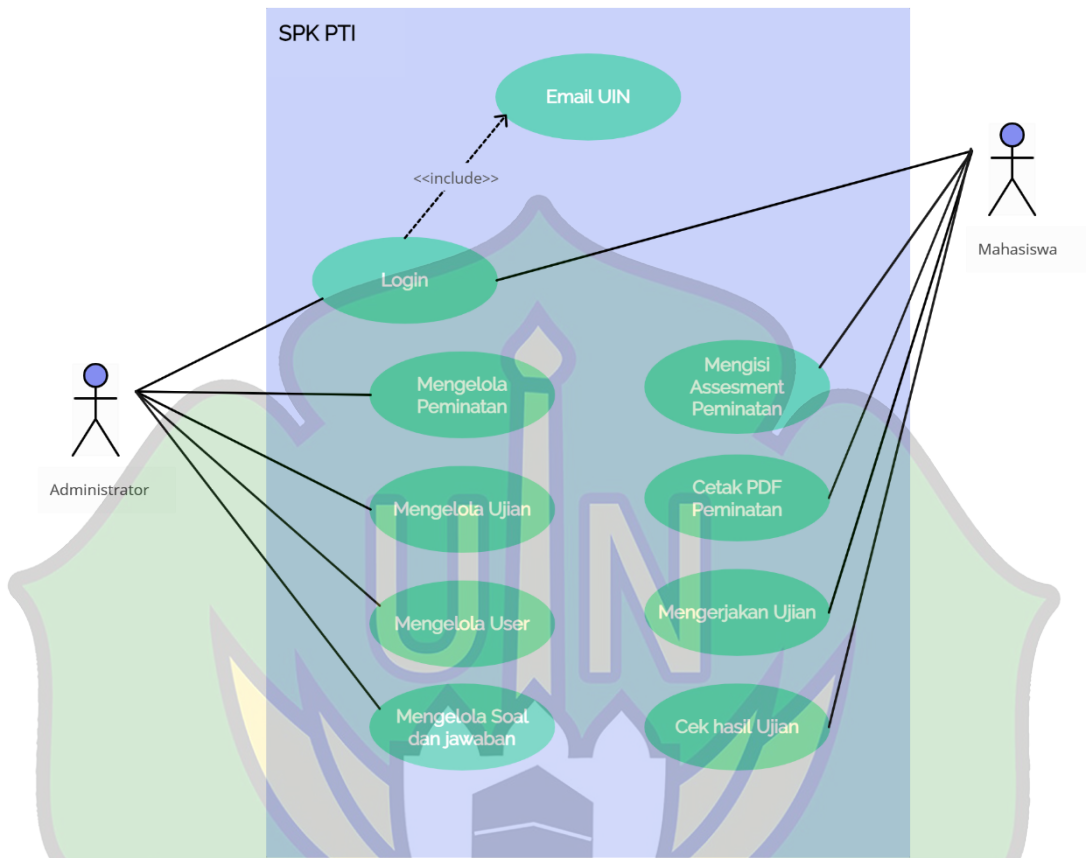 SPK PTI
Email UIN
<<include>>
Mahasiswa
Login
Mengelola
Peminatan
Mengisi
Assesment
Peminatan
Administrator
Mengelola Ujian
Cetak PDF
Peminatan
Mengelola User
Mengerjakan Ujian
Mengelola Soal
dan jawaban
Cek hasil Ujian
UIN